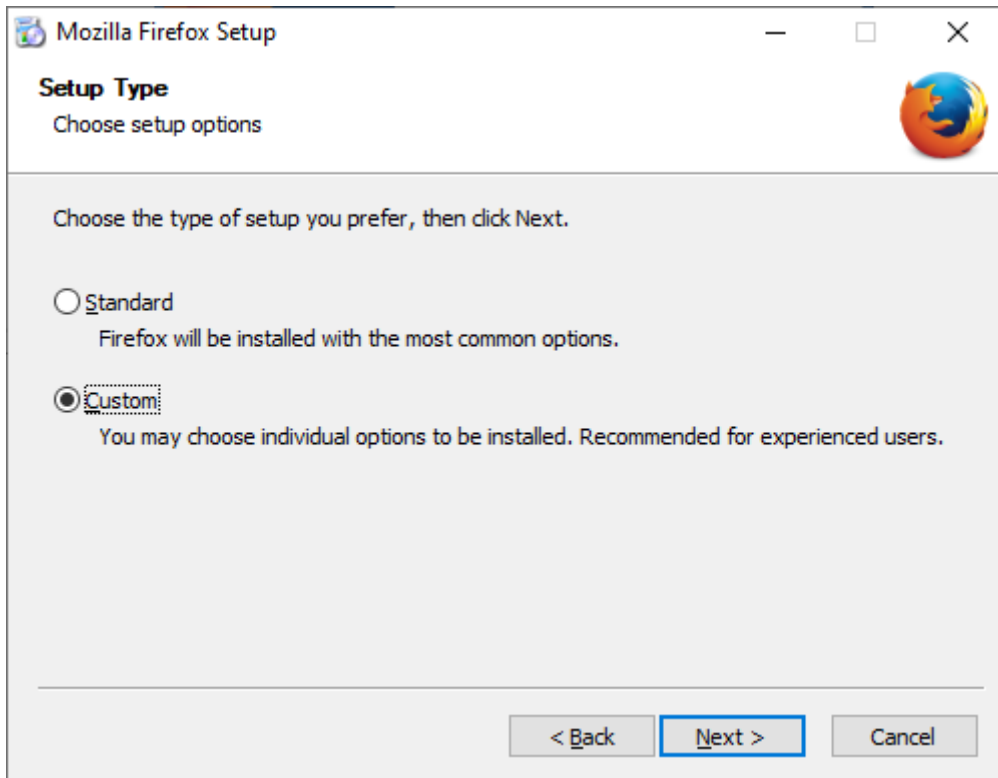 Mozilla Firefox Setup
Setup Type
Choose setup options
Choose the type of setup you prefer, then click Next.
Standard
Firefox will be installed with the most common options.
Custom
You may choose individual options to be installed. Recommended for experienced users.
< Back Next > Cancel